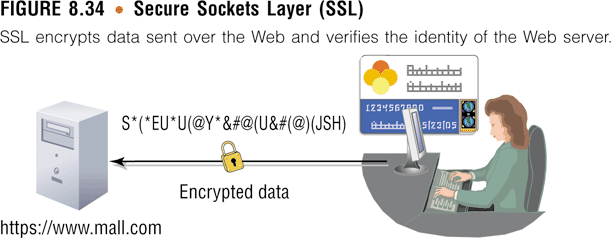 FIGURE 8.34 • Secure Sockets Layer (SSL)
SSL encrypts data sent over the Web and verifies the identity of the Web server.
1234567890
S*(*EU*U(@Y*&#@(U&#(@)(JSH)
Encrypted data
https://www.mall.com